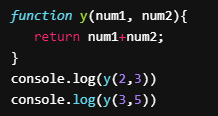 function y(num1, num2){
   return num1+num2;
}
console.log(y(2,3))
console.log(y(3,5))